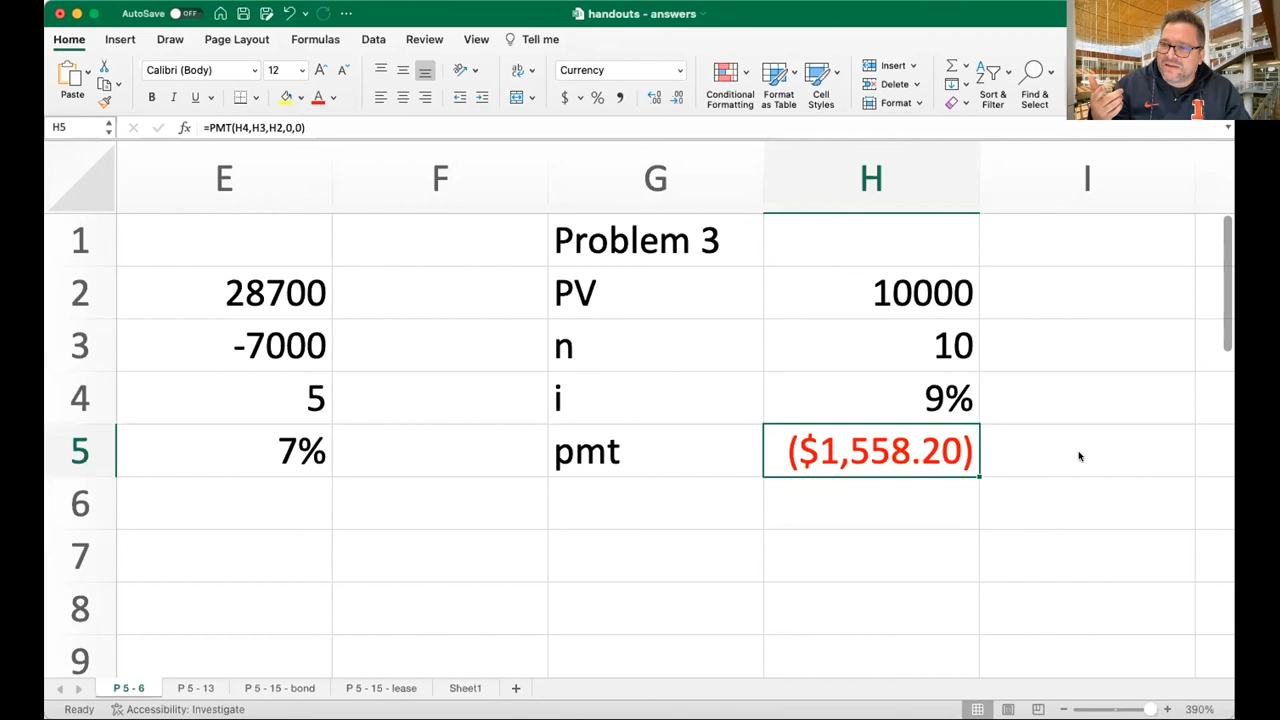 AutoSave OFF
handouts - answers
Home Insert Draw Page Layout Formulas Data Review View Tell me
Paste
Calibri (Body) 12
B I U
Currency
$ %
Conditional Formatting
Format as Table
Cell Styles
Insert
Delete
Format
Sort & Filter
Find & Select
H5 fx =PMT(H4,H3,H2,0,0)
E F G H I
1 Problem 3
2 28700 PV 10000
3 -7000 n 10
4 5 i 9%
5 7% pmt ($1,558.20)
6
7
8
9
P 5 - 6 P 5 - 13 P 5 - 15 - bond P 5 - 15 - lease Sheet1
Ready Accessibility: Investigate 390%